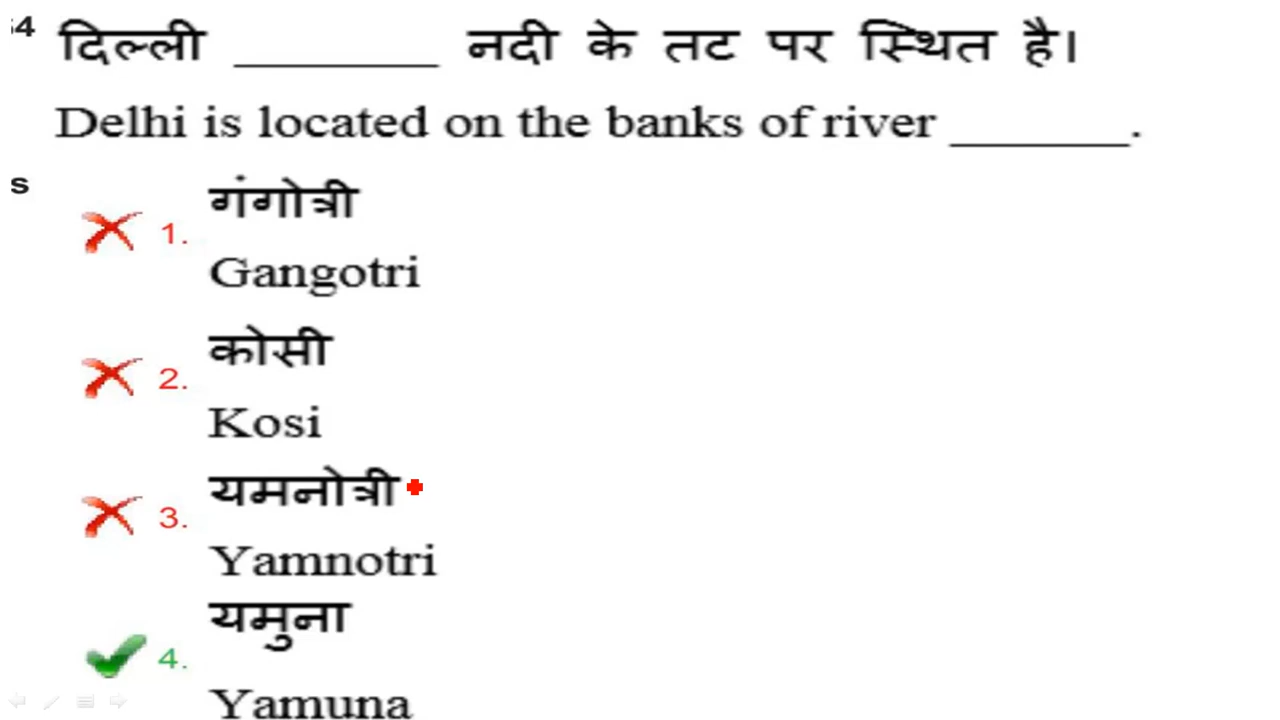 64 दिल्ली ________ नदी के तट पर स्थित है।
Delhi is located on the banks of river _______.
s
1. गंगोत्री
Gangotri
2. कोसी
Kosi
3. यमनोत्री
Yamnotri
4. यमुना
Yamuna